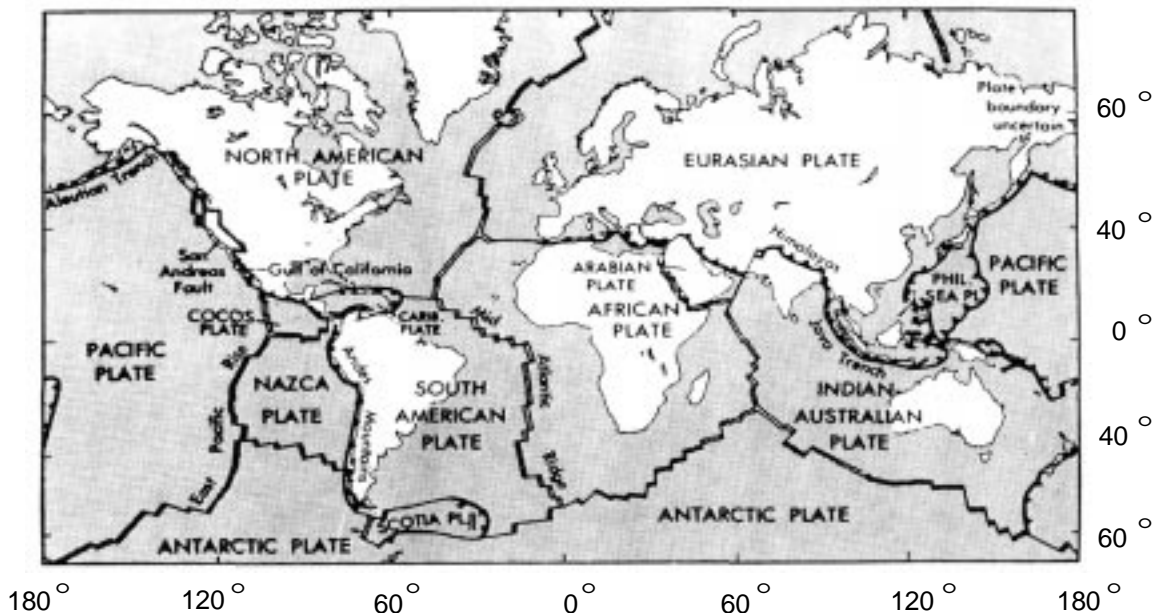 Plate
boundary
uncertain
60°
NORTH AMERICAN
PLATE
EURASIAN PLATE
Aleutian Trench
40°
San
Andreas
Fault
Gulf of California
Himalayas
ARABIAN
PLATE
AFRICAN
PLATE
PHIL
SEA PL
PACIFIC
PLATE
COCOS
PLATE
CARIB
PLATE
Mid
Atlantic
Ridge
0°
PACIFIC
PLATE
East
Pacific
Rise
NAZCA
PLATE
Andes
Mountains
SOUTH
AMERICAN
PLATE
Java Trench
INDIAN
AUSTRALIAN
PLATE
40°
SCOTIA PL
ANTARCTIC PLATE
ANTARCTIC PLATE
60°
180° 120° 60° 0° 60° 120° 180°